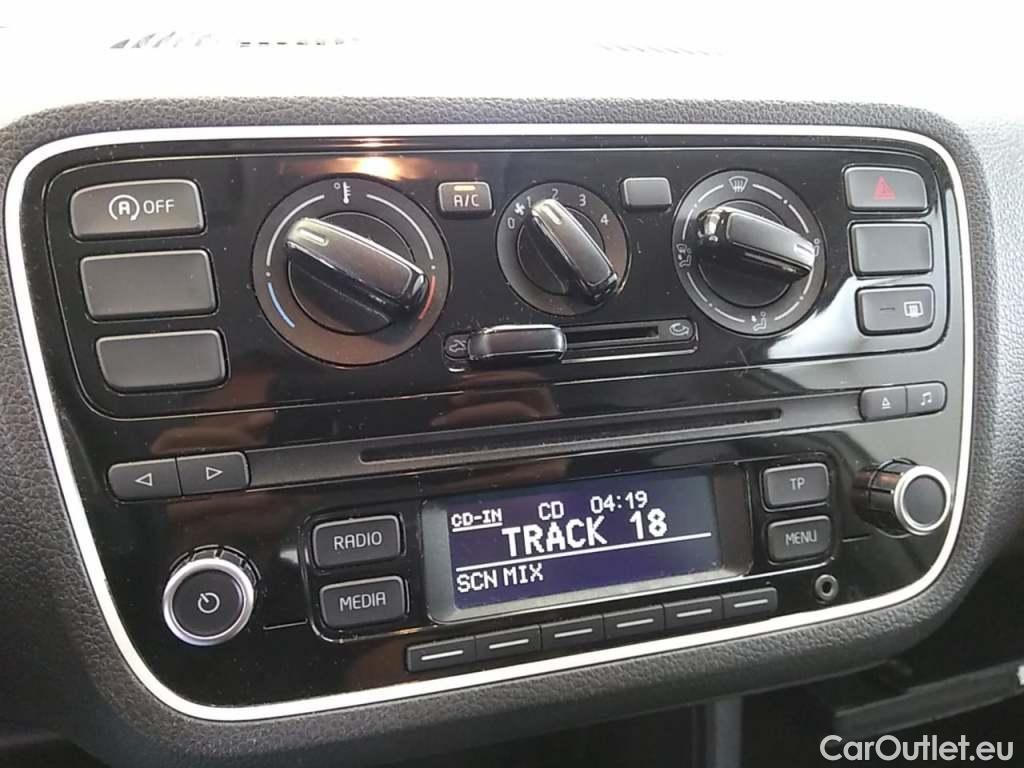 A OFF
A/C
0 1 2 3 4
CD-IN CD 04:19
TRACK 18
SCN MIX
RADIO
MEDIA
TP
MENU
CarOutlet.eu